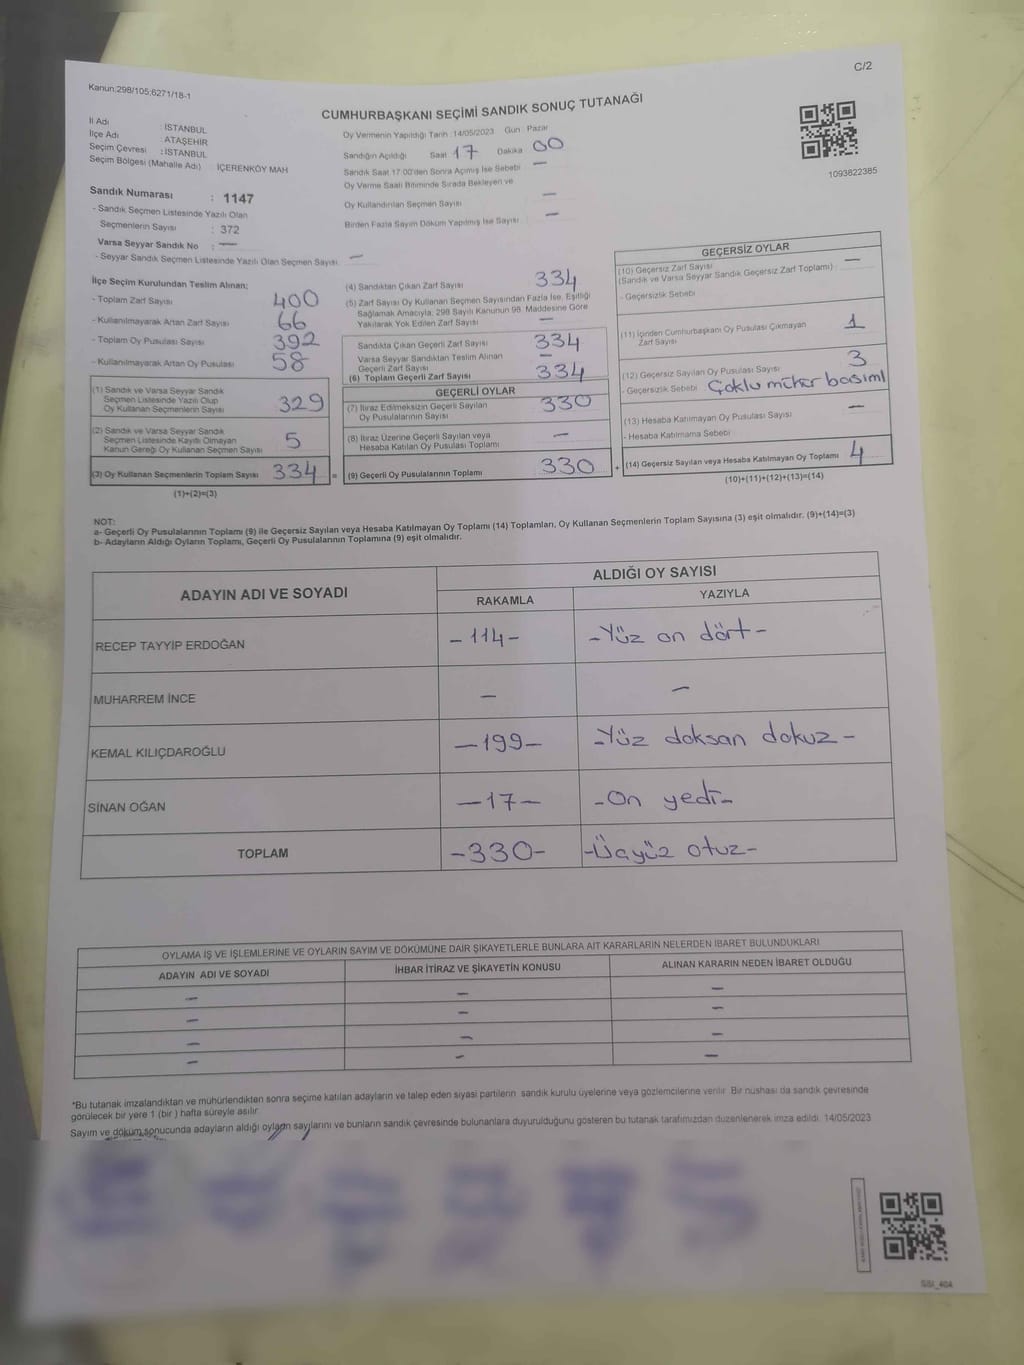 C/2
Kanun:298/105;6271/18-1
CUMHURBAŞKANI SEÇİMİ SANDIK SONUÇ TUTANAĞI
İl Adı : İSTANBUL
İlçe Adı : ATAŞEHİR
Seçim Çevresi : İSTANBUL
Seçim Bölgesi (Mahalle Adı) : İÇERENKÖY MAH
Sandık Numarası : 1147
- Sandık Seçmen Listesinde Yazılı Olan
Seçmenlerin Sayısı : 372
Varsa Seyyar Sandık No : —
- Seyyar Sandık Seçmen Listesinde Yazılı Olan Seçmen Sayısı: —
Oy Vermenin Yapıldığı Tarih :14/05/2023 Gün : Pazar
Sandığın Açıldığı Saat 17 Dakika 00
Sandık Saat 17:00'den Sonra Açılmış İse Sebebi —
Oy Verme Saati Bitiminde Sırada Bekleyen ve
Oy Kullandırılan Seçmen Sayısı —
Birden Fazla Sayım Döküm Yapılmış İse Sayısı —
1093822385
İlçe Seçim Kurulundan Teslim Alınan;
- Toplam Zarf Sayısı 400
- Kullanılmayarak Artan Zarf Sayısı 66
- Toplam Oy Pusulası Sayısı 392
- Kullanılmayarak Artan Oy Pusulası 58
(1) Sandık ve Varsa Seyyar Sandık
Seçmen Listesinde Yazılı Olup
Oy Kullanan Seçmenlerin Sayısı 329
(2) Sandık ve Varsa Seyyar Sandık
Seçmen Listesinde Kayıtlı Olmayan
Kanun Gereği Oy Kullanan Seçmen Sayısı 5
(3) Oy Kullanan Seçmenlerin Toplam Sayısı 334 =
(1)+(2)=(3)
(4) Sandıktan Çıkan Zarf Sayısı 334
(5) Zarf Sayısı Oy Kullanan Seçmen Sayısından Fazla İse, Eşitliği
Sağlamak Amacıyla, 298 Sayılı Kanunun 98. Maddesine Göre
Yakılarak Yok Edilen Zarf Sayısı —
Sandıkta Çıkan Geçerli Zarf Sayısı 334
Varsa Seyyar Sandıktan Teslim Alınan
Geçerli Zarf Sayısı —
(6) Toplam Geçerli Zarf Sayısı 334
GEÇERLİ OYLAR
(7) İtiraz Edilmeksizin Geçerli Sayılan
Oy Pusulalarının Sayısı 330
(8) İtiraz Üzerine Geçerli Sayılan veya
Hesaba Katılan Oy Pusulası Toplamı —
(9) Geçerli Oy Pusulalarının Toplamı 330 +
GEÇERSİZ OYLAR
(10) Geçersiz Zarf Sayısı —
(Sandık ve Varsa Seyyar Sandık Geçersiz Zarf Toplamı)
- Geçersizlik Sebebi
(11) İçinden Cumhurbaşkanı Oy Pusulası Çıkmayan
Zarf Sayısı 1
(12) Geçersiz Sayılan Oy Pusulası Sayısı 3
- Geçersizlik Sebebi Çoklu mühür basımı
(13) Hesaba Katılmayan Oy Pusulası Sayısı —
- Hesaba Katılmama Sebebi
(14) Geçersiz Sayılan veya Hesaba Katılmayan Oy Toplamı 4
(10)+(11)+(12)+(13)=(14)
NOT:
a- Geçerli Oy Pusulalarının Toplamı (9) ile Geçersiz Sayılan veya Hesaba Katılmayan Oy Toplamı (14) Toplamları, Oy Kullanan Seçmenlerin Toplam Sayısına (3) eşit olmalıdır. (9)+(14)=(3)
b- Adayların Aldığı Oyların Toplamı, Geçerli Oy Pusulalarının Toplamına (9) eşit olmalıdır.
ADAYIN ADI VE SOYADI
ALDIĞI OY SAYISI
RAKAMLA YAZIYLA
RECEP TAYYİP ERDOĞAN -114- -Yüz on dört-
MUHARREM İNCE — —
KEMAL KILIÇDAROĞLU -199- -Yüz doksan dokuz-
SİNAN OĞAN -17- -On yedi-
TOPLAM -330- -Üçyüz otuz-
OYLAMA İŞ VE İŞLEMLERİNE VE OYLARIN SAYIM VE DÖKÜMÜNE DAİR ŞİKAYETLERLE BUNLARA AİT KARARLARIN NELERDEN İBARET BULUNDUKLARI
ADAYIN ADI VE SOYADI İHBAR İTİRAZ VE ŞİKAYETİN KONUSU ALINAN KARARIN NEDEN İBARET OLDUĞU
— — —
— — —
— — —
— — —
*Bu tutanak imzalandıktan ve mühürlendikten sonra seçime katılan adayların ve talep eden siyasi partilerin sandık kurulu üyelerine veya gözlemcilerine verilir. Bir nüshası da sandık çevresinde
görülecek bir yere 1 (bir ) hafta süreyle asılır.
Sayım ve döküm sonucunda adayların aldığı oyların sayılarını ve bunların sandık çevresinde bulunanlara duyurulduğunu gösteren bu tutanak tarafımızdan düzenlenerek imza edildi. 14/05/2023
SSI_404